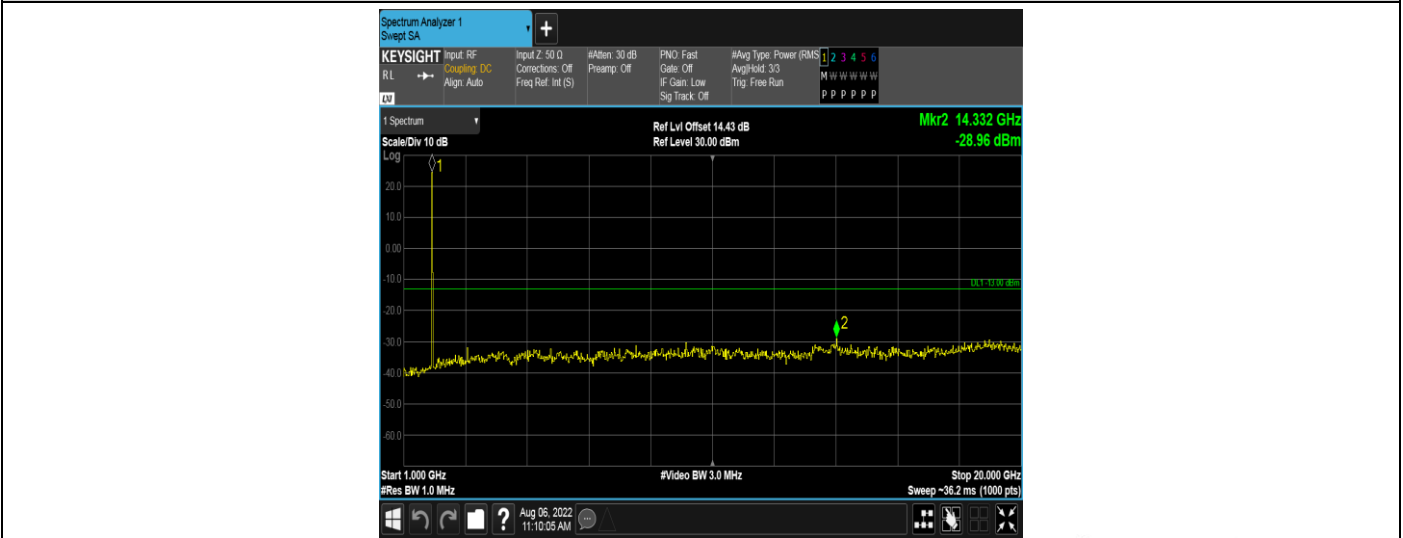 Spectrum Analyzer 1
Swept SA
KEYSIGHT
RL
LXI
Input: RF
Coupling: DC
Align: Auto
Input Z: 50 Ω
Corrections: Off
Freq Ref: Int (S)
#Atten: 30 dB
Preamp: Off
PNO: Fast
Gate: Off
IF Gain: Low
Sig Track: Off
#Avg Type: Power (RMS
Avg|Hold: 3/3
Trig: Free Run
1 2 3 4 5 6
M W W W W W
P P P P P P
1 Spectrum
Scale/Div 10 dB
Ref Lvl Offset 14.43 dB
Ref Level 30.00 dBm
Mkr2 14.332 GHz
-28.96 dBm
Log
1
20.0
10.0
0.00
-10.0
DL1 -13.00 dBm
-20.0
2
-30.0
-40.0
-50.0
-60.0
Start 1.000 GHz
#Res BW 1.0 MHz
#Video BW 3.0 MHz
Stop 20.000 GHz
Sweep ~36.2 ms (1000 pts)
?
Aug 06, 2022
11:10:05 AM